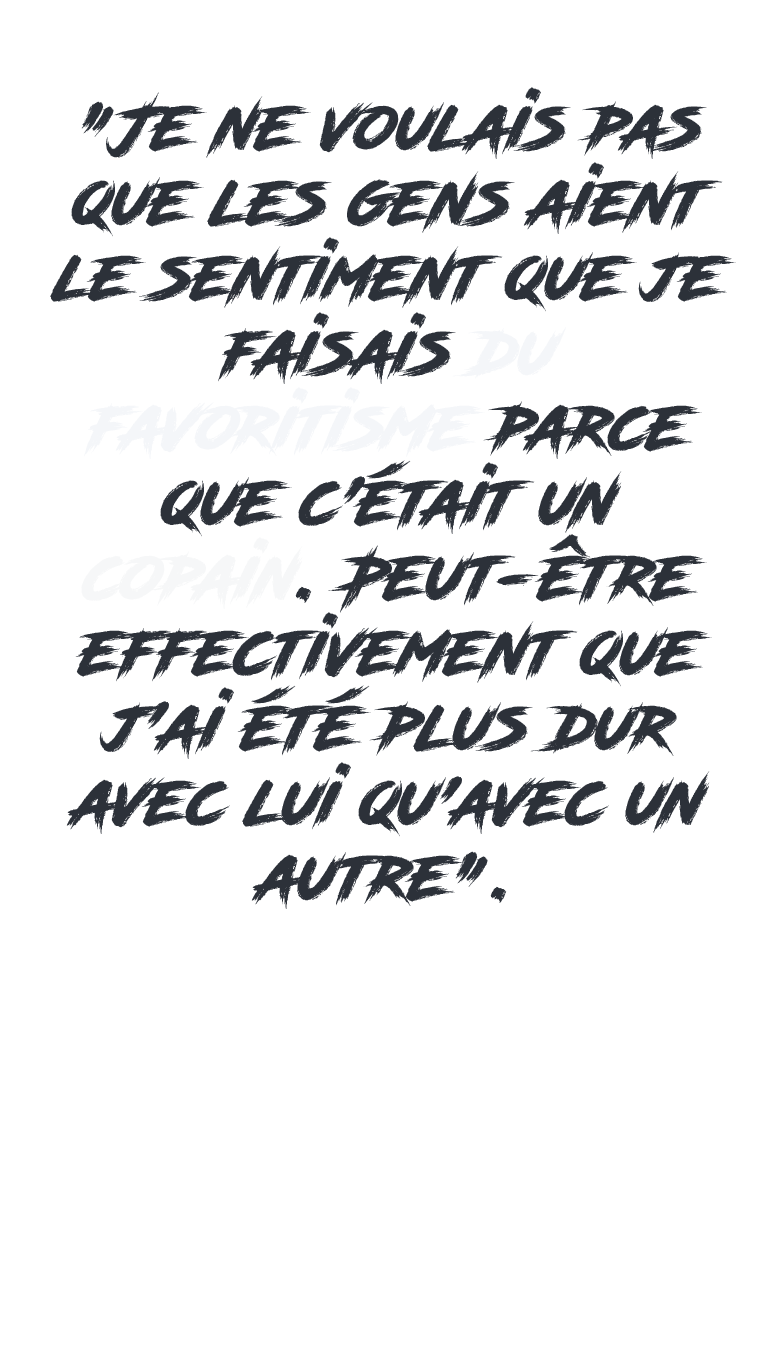 "JE NE VOULAIS PAS
QUE LES GENS AIENT
LE SENTIMENT QUE JE
FAISAIS DU
FAVORITISME PARCE
QUE C'ÉTAIT UN
COPAIN. PEUT-ÊTRE
EFFECTIVEMENT QUE
J'AI ÉTÉ PLUS DUR
AVEC LUI QU'AVEC UN
AUTRE".